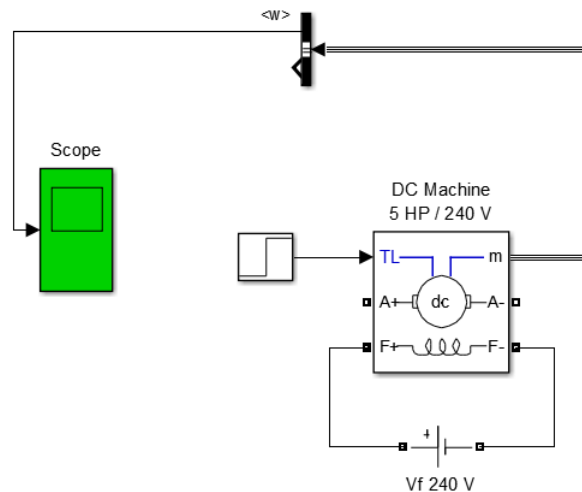 <w>
Scope
DC Machine
5 HP / 240 V
TL
m
dc
A+
A-
F+
F-
+
Vf 240 V